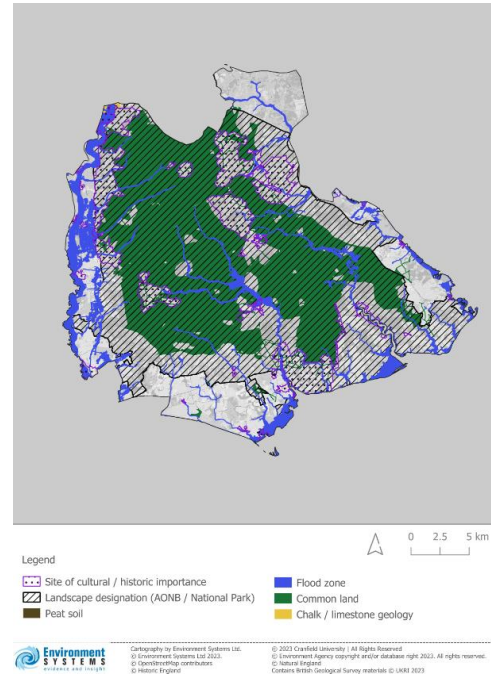 0 2.5 5 km
Legend
Site of cultural / historic importance
Landscape designation (AONB / National Park)
Peat soil
Flood zone
Common land
Chalk / limestone geology
Environment
SYSTEMS
evidence and insight
Cartography by Environment Systems Ltd.
© Environment Systems Ltd 2023.
© OpenStreetMap contributors
© Historic England
© 2023 Cranfield University | All Rights Reserved
© Environment Agency copyright and/or database right 2023. All rights reserved.
© Natural England
Contains British Geological Survey materials © UKRI 2023